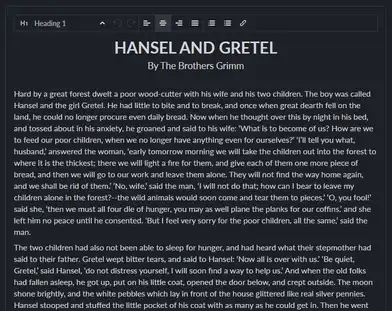 H1 Heading 1
HANSEL AND GRETEL
By The Brothers Grimm
Hard by a great forest dwelt a poor wood-cutter with his wife and his two children. The boy was called
Hansel and the girl Gretel. He had little to bite and to break, and once when great dearth fell on the
land, he could no longer procure even daily bread. Now when he thought over this by night in his bed,
and tossed about in his anxiety, he groaned and said to his wife: 'What is to become of us? How are we
to feed our poor children, when we no longer have anything even for ourselves?' 'I'll tell you what,
husband,' answered the woman, 'early tomorrow morning we will take the children out into the forest to
where it is the thickest; there we will light a fire for them, and give each of them one more piece of
bread, and then we will go to our work and leave them alone. They will not find the way home again,
and we shall be rid of them.' 'No, wife,' said the man, 'I will not do that; how can I bear to leave my
children alone in the forest?--the wild animals would soon come and tear them to pieces.' 'O, you fool!'
said she, 'then we must all four die of hunger, you may as well plane the planks for our coffins,' and she
left him no peace until he consented. 'But I feel very sorry for the poor children, all the same,' said the
man.
The two children had also not been able to sleep for hunger, and had heard what their stepmother had
said to their father. Gretel wept bitter tears, and said to Hansel: 'Now all is over with us.' 'Be quiet,
Gretel,' said Hansel, 'do not distress yourself, I will soon find a way to help us.' And when the old folks
had fallen asleep, he got up, put on his little coat, opened the door below, and crept outside. The moon
shone brightly, and the white pebbles which lay in front of the house glittered like real silver pennies.
Hansel stooped and stuffed the little pocket of his coat with as many as he could get in. Then he went